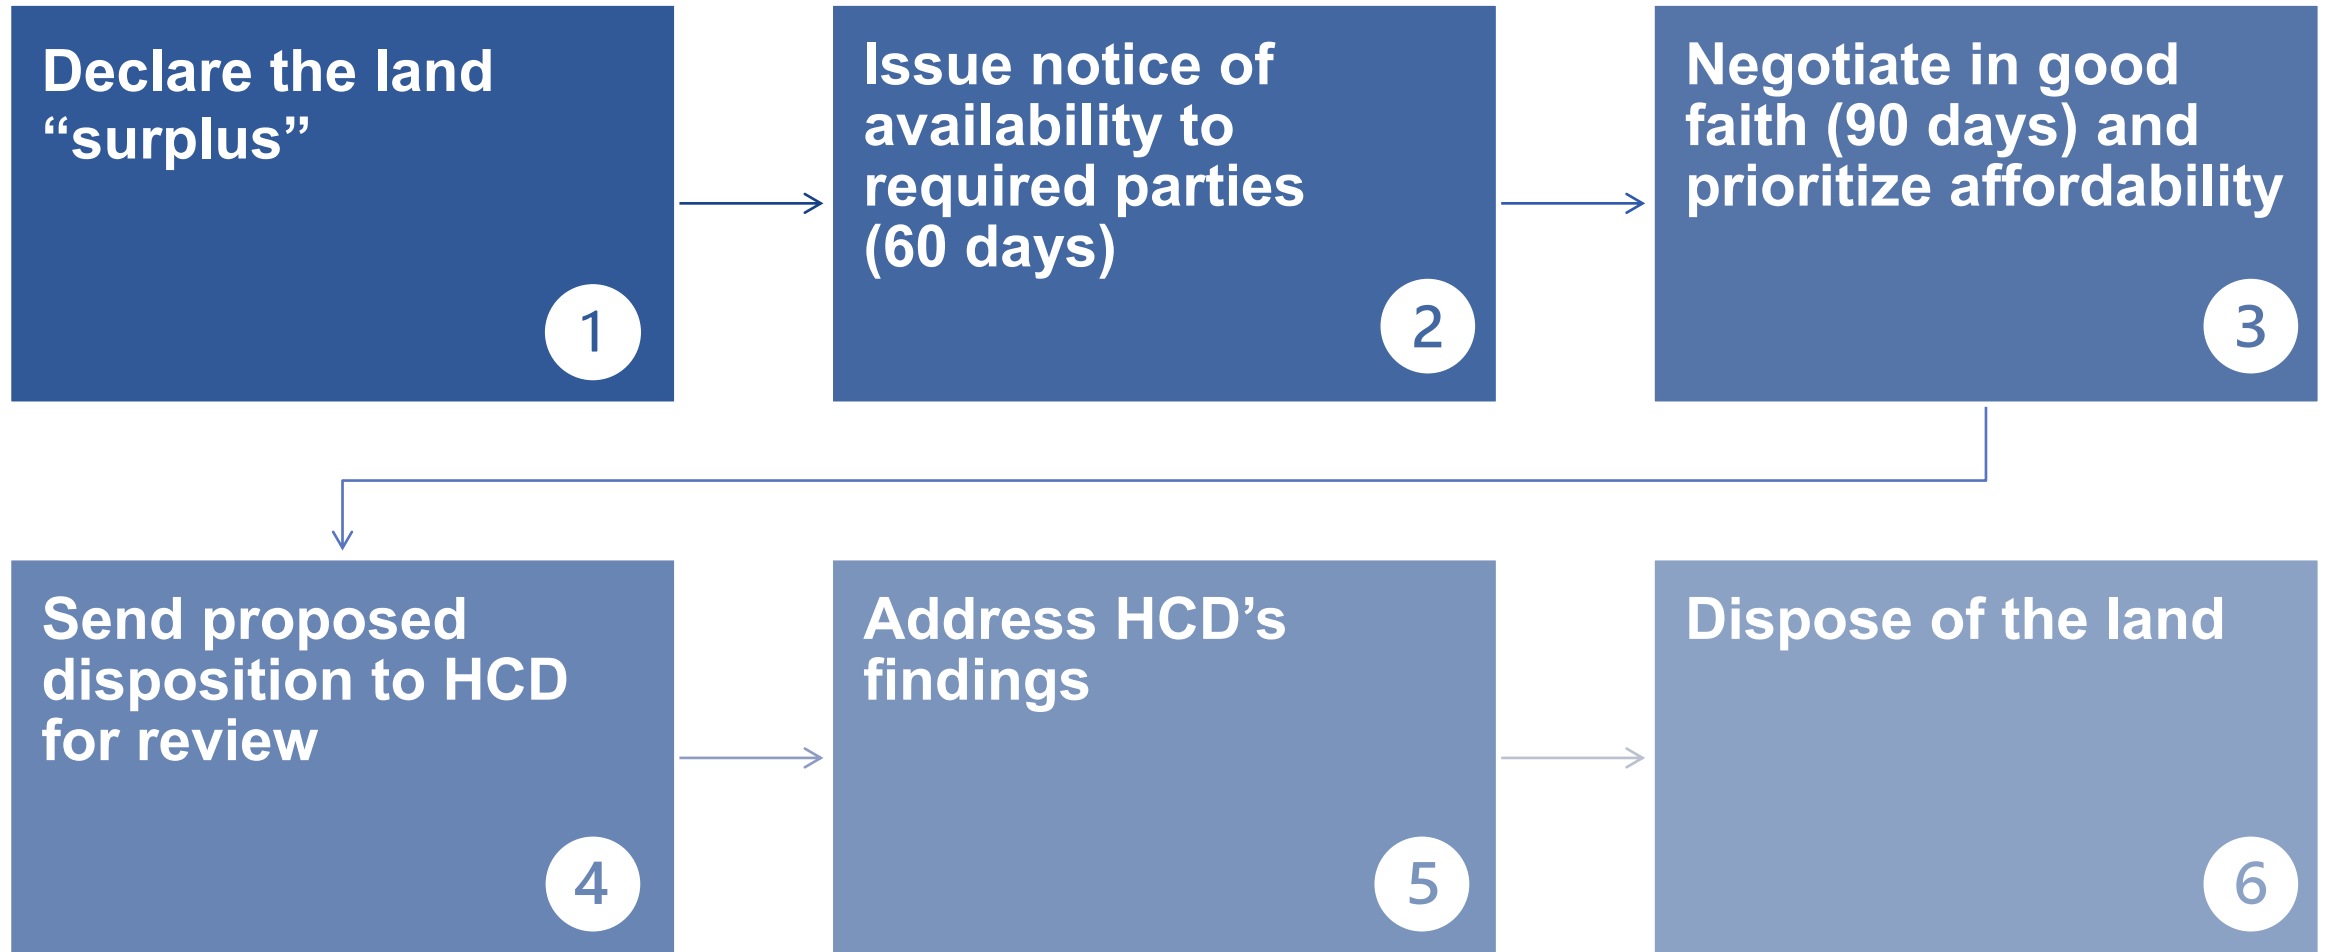 Declare the land
“surplus”
1
Issue notice of
availability to
required parties
(60 days)
2
Negotiate in good
faith (90 days) and
prioritize affordability
3
Send proposed
disposition to HCD
for review
4
Address HCD’s
findings
5
Dispose of the land
6